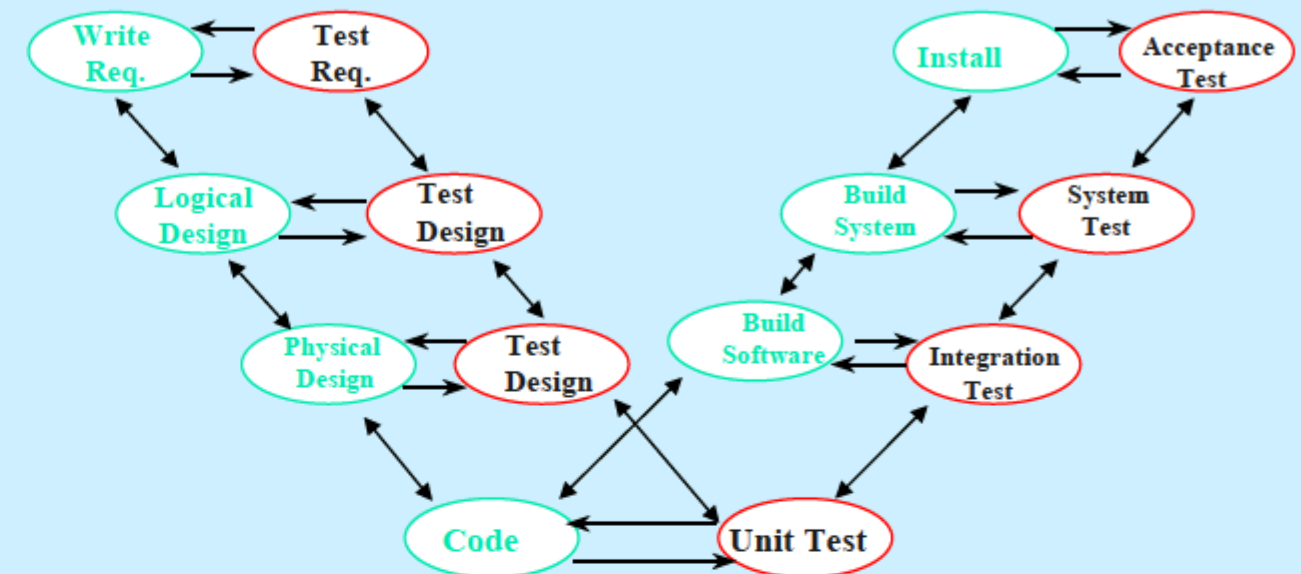 Write
Req.
Test
Req.
Install
Acceptance
Test
Logical
Design
Test
Design
Build
System
System
Test
Physical
Design
Test
Design
Build
Software
Integration
Test
Code
Unit Test